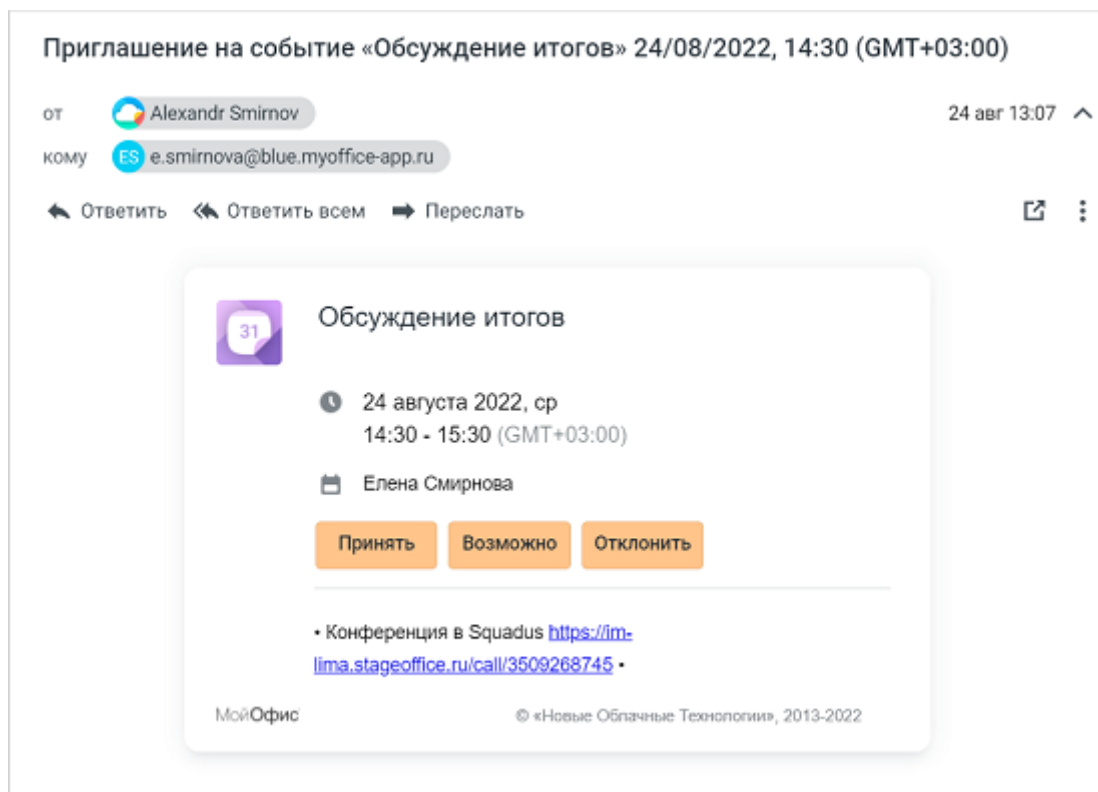 Приглашение на событие «Обсуждение итогов» 24/08/2022, 14:30 (GMT+03:00)
от Alexandr Smirnov 24 авг 13:07
кому ES e.smirnova@blue.myoffice-app.ru
Ответить Ответить всем Переслать
31 Обсуждение итогов
24 августа 2022, ср
14:30 - 15:30 (GMT+03:00)
Елена Смирнова
Принять Возможно Отклонить
• Конференция в Squadus https://im-
lima.stageoffice.ru/call/3509268745 •
МойОфис © «Новые Облачные Технологии», 2013-2022